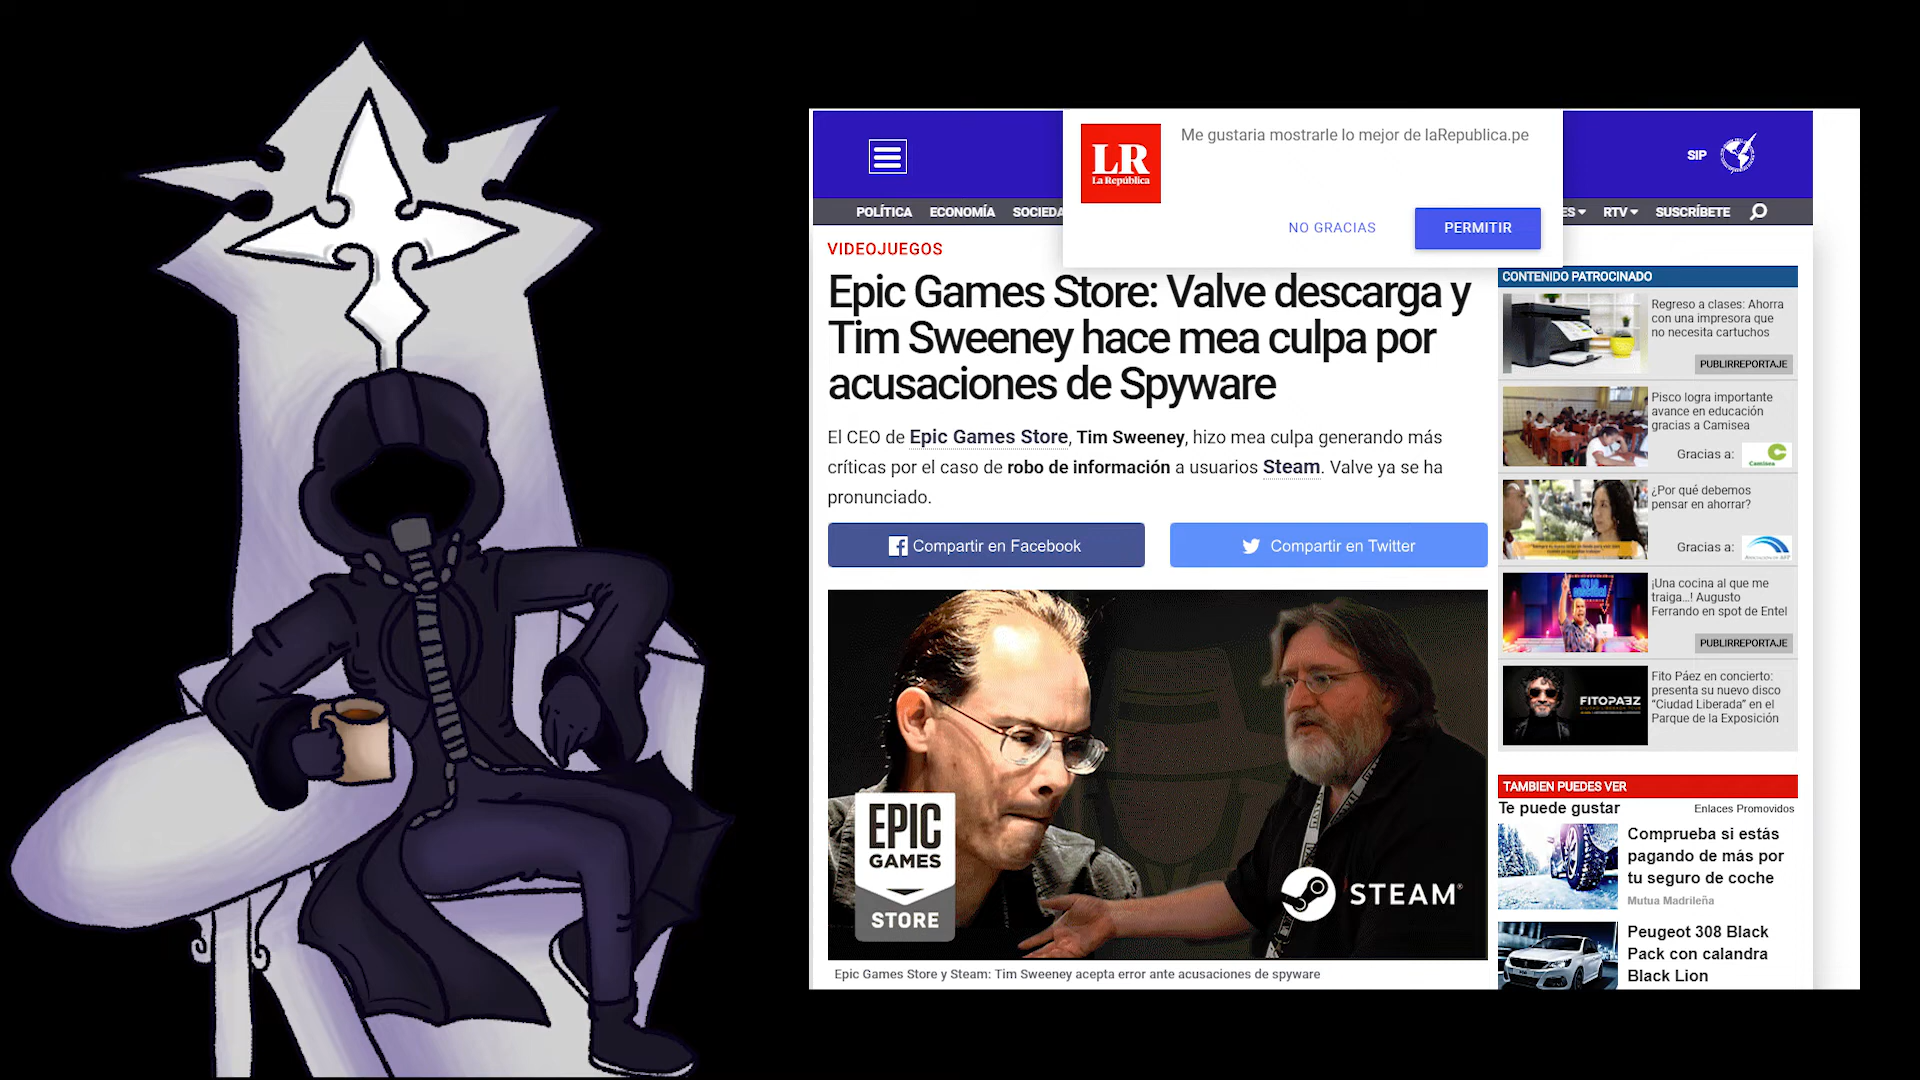 Me gustaria mostrarle lo mejor de laRepublica.pe
LR
La República
NO GRACIAS
PERMITIR
SIP
POLÍTICA
ECONOMÍA
SOCIEDA
ES
RTV
SUSCRÍBETE
VIDEOJUEGOS
Epic Games Store: Valve descarga y
Tim Sweeney hace mea culpa por
acusaciones de Spyware
El CEO de Epic Games Store, Tim Sweeney, hizo mea culpa generando más
críticas por el caso de robo de información a usuarios Steam. Valve ya se ha
pronunciado.
Compartir en Facebook
Compartir en Twitter
EPIC
GAMES
STORE
STEAM
Epic Games Store y Steam: Tim Sweeney acepta error ante acusaciones de spyware
CONTENIDO PATROCINADO
Regreso a clases: Ahorra
con una impresora que
no necesita cartuchos
PUBLIRREPORTAJE
Pisco logra importante
avance en educación
gracias a Camisea
Gracias a:
Camisea
¿Por qué debemos
pensar en ahorrar?
Gracias a:
¡Una cocina al que me
traiga...! Augusto
Ferrando en spot de Entel
PUBLIRREPORTAJE
FITOPAEZ
Fito Páez en concierto:
presenta su nuevo disco
"Ciudad Liberada" en el
Parque de la Exposición
TAMBIEN PUEDES VER
Te puede gustar
Enlaces Promovidos
Comprueba si estás
pagando de más por
tu seguro de coche
Mutua Madrileña
Peugeot 308 Black
Pack con calandra
Black Lion